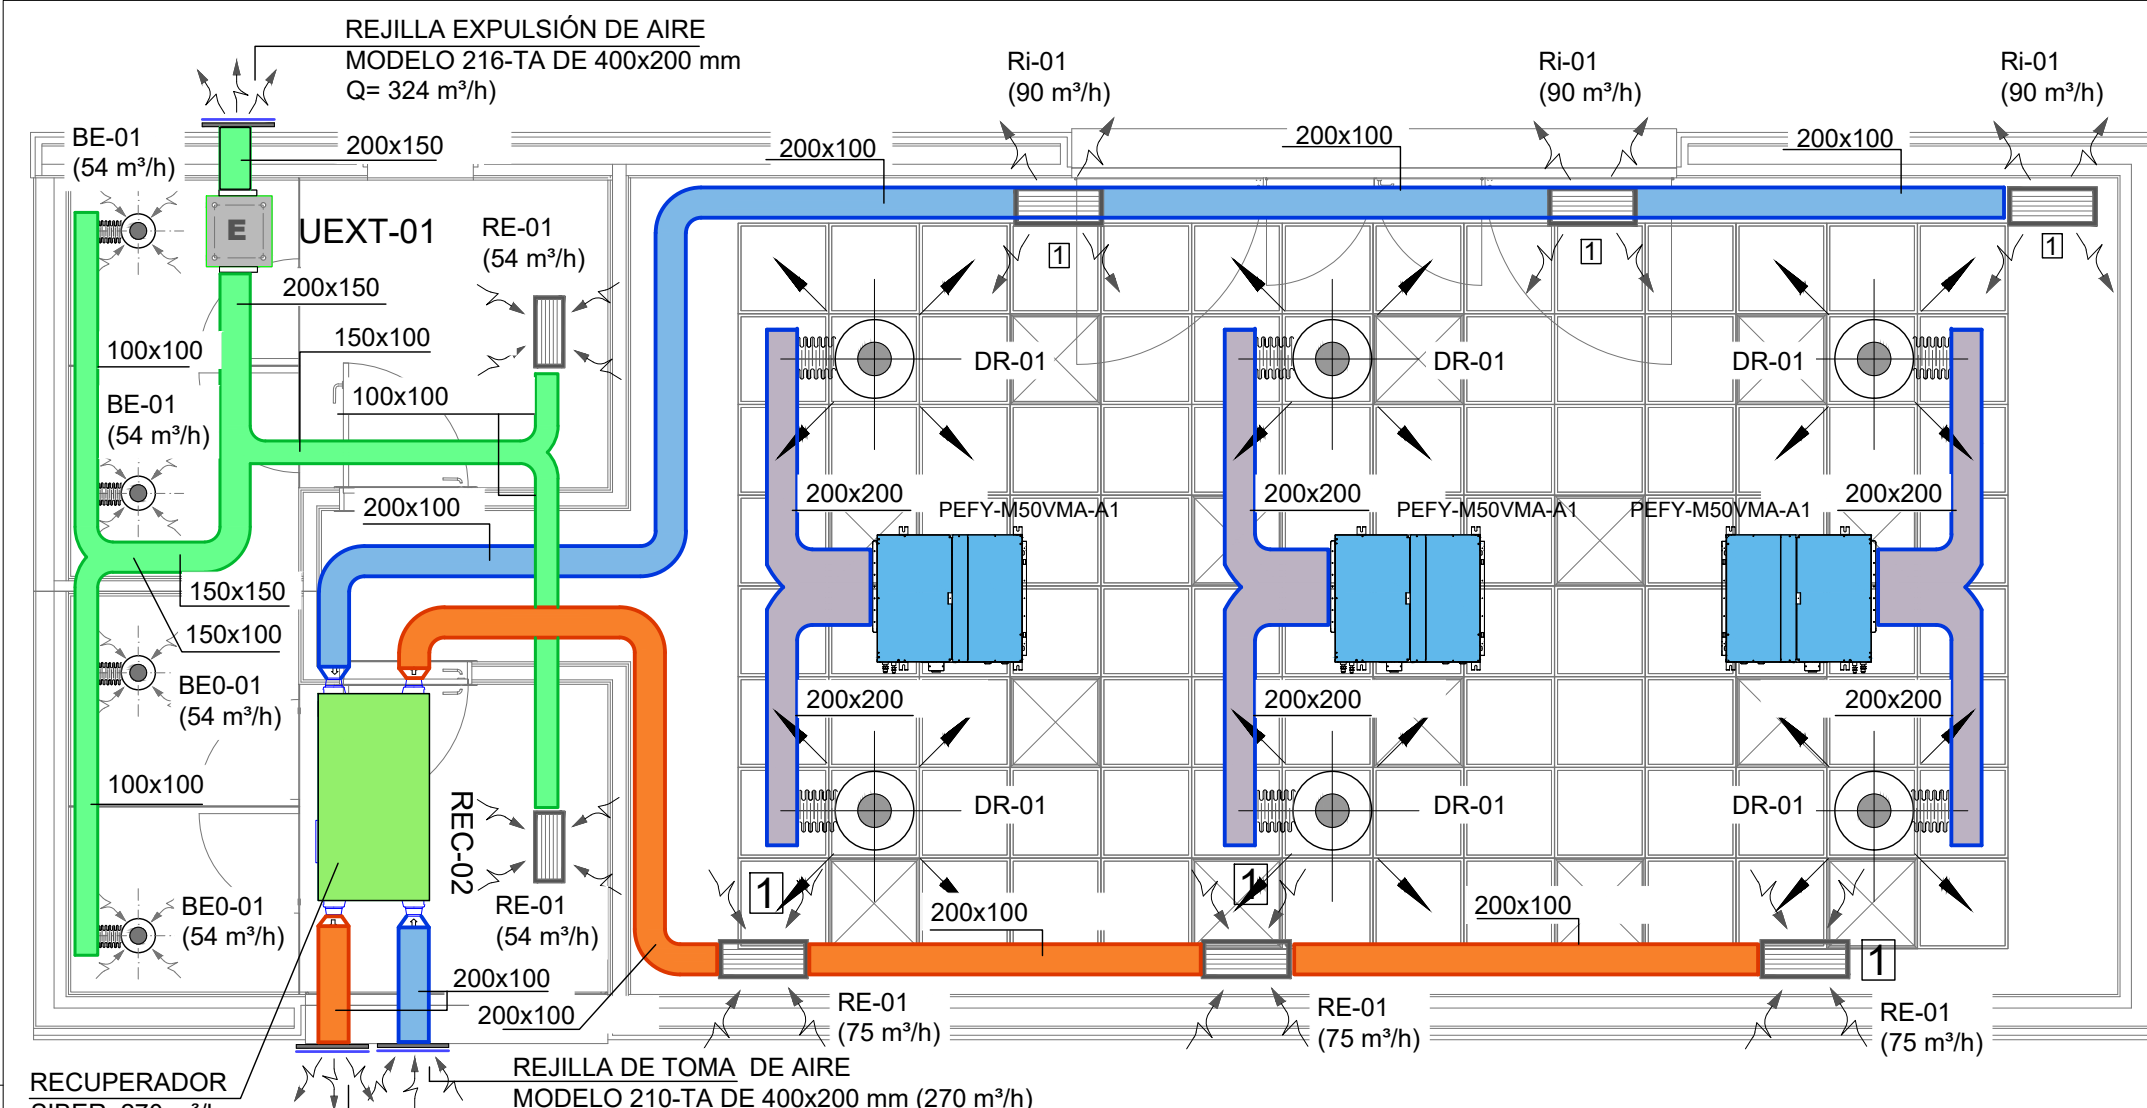 REJILLA EXPULSIÓN DE AIRE
MODELO 216-TA DE 400x200 mm
Q= 324 m³/h)
Ri-01
(90 m³/h)
Ri-01
(90 m³/h)
Ri-01
(90 m³/h)
BE-01
(54 m³/h)
200x150
200x100
200x100
200x100
E
UEXT-01
RE-01
(54 m³/h)
1
1
1
200x150
150x100
100x100
100x100
DR-01
DR-01
DR-01
BE-01
(54 m³/h)
200x100
200x200
200x200
200x200
PEFY-M50VMA-A1
PEFY-M50VMA-A1
PEFY-M50VMA-A1
150x150
150x100
BE0-01
(54 m³/h)
200x200
200x200
200x200
100x100
REC-02
DR-01
DR-01
DR-01
BE0-01
(54 m³/h)
RE-01
(54 m³/h)
1
1
200x100
200x100
1
200x100
200x100
RE-01
(75 m³/h)
RE-01
(75 m³/h)
RE-01
(75 m³/h)
RECUPERADOR
REJILLA DE TOMA DE AIRE
MODELO 210-TA DE 400x200 mm (270 m³/h)